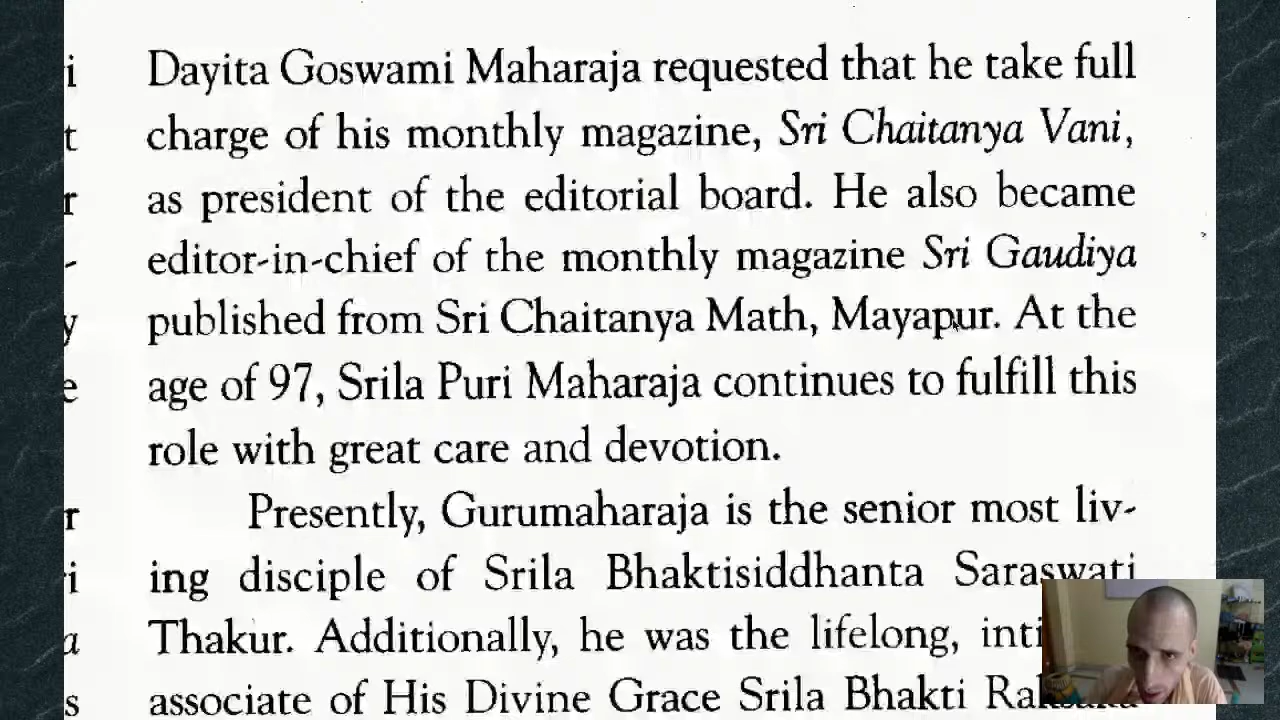 i Dayita Goswami Maharaja requested that he take full
t charge of his monthly magazine, Sri Chaitanya Vani,
r as president of the editorial board. He also became
- editor-in-chief of the monthly magazine Sri Gaudiya
y published from Sri Chaitanya Math, Mayapur. At the
e age of 97, Srila Puri Maharaja continues to fulfill this
role with great care and devotion.
r Presently, Gurumaharaja is the senior most liv-
i ing disciple of Srila Bhaktisiddhanta Saraswati
a Thakur. Additionally, he was the lifelong,
s associate of His Divine Grace Srila Bhakti